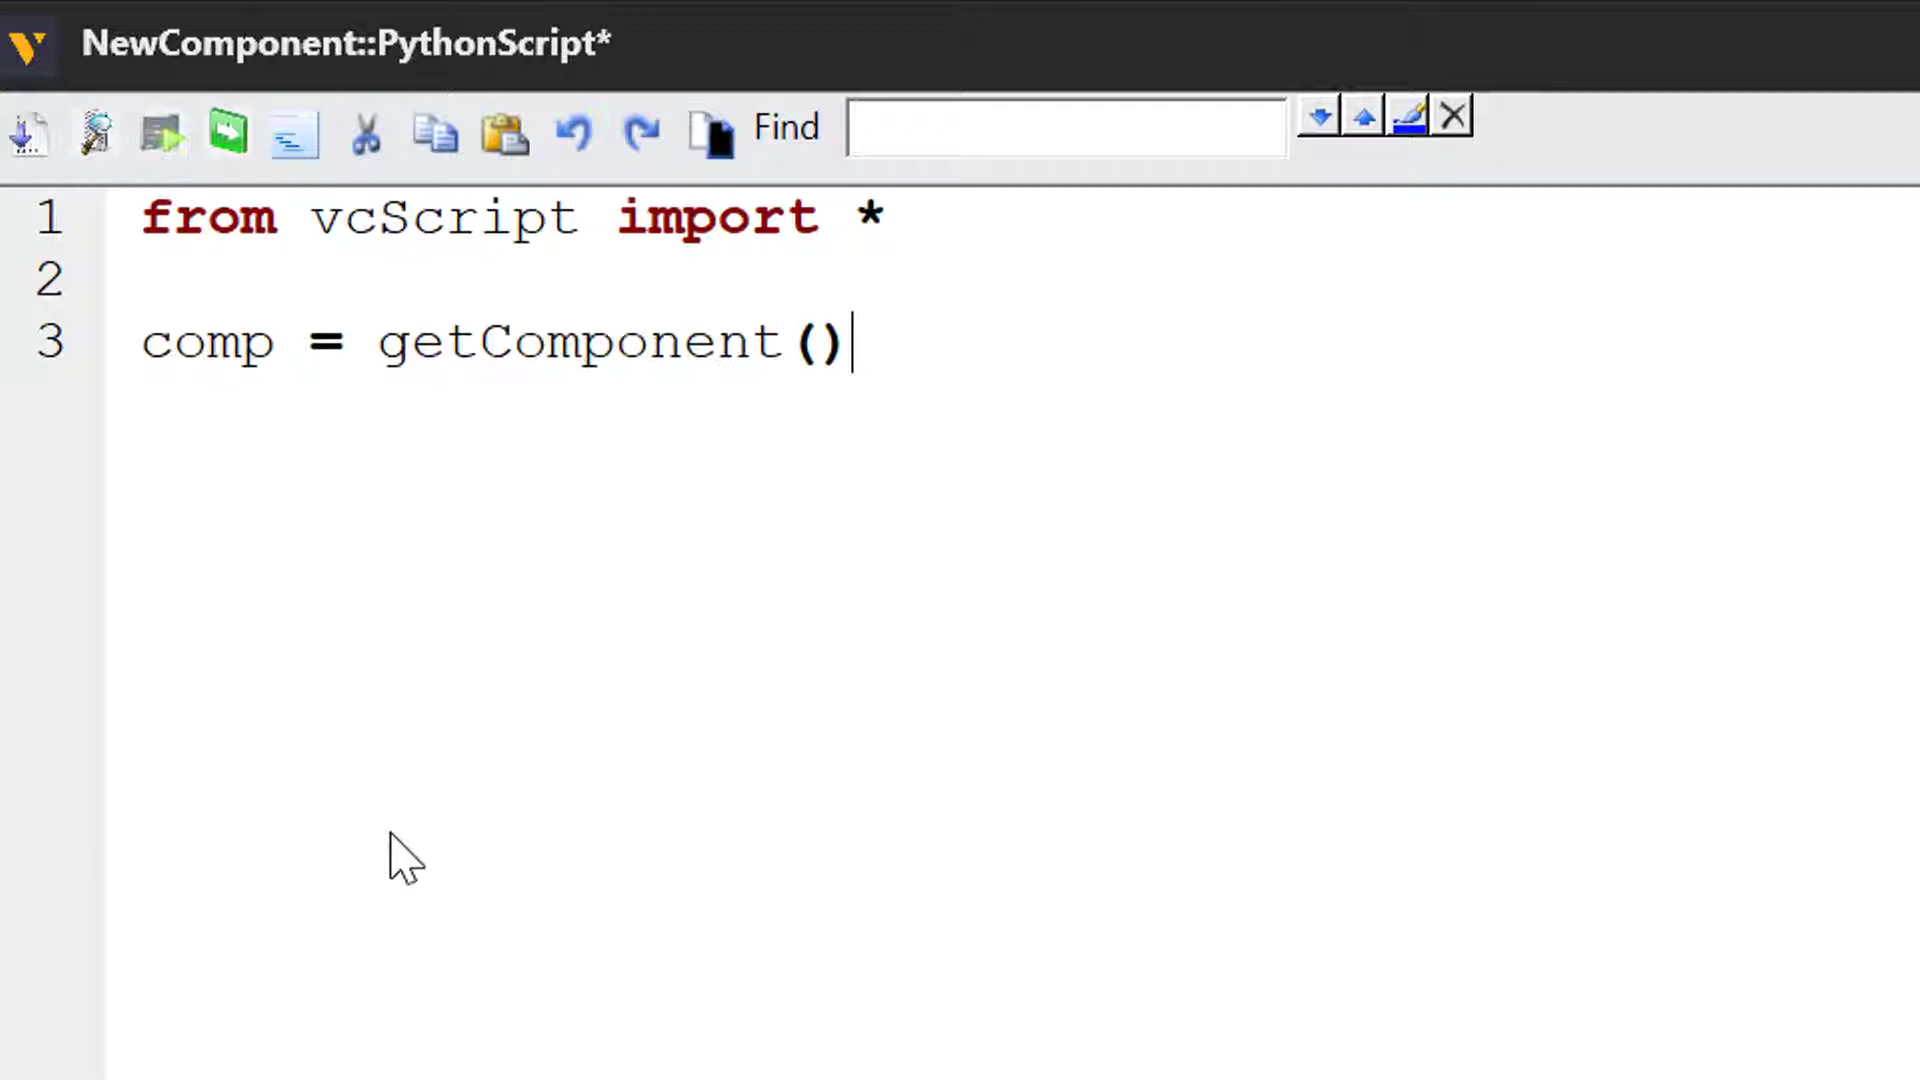 NewComponent::PythonScript*
Find
1 from vcScript import *
2
3 comp = getComponent()